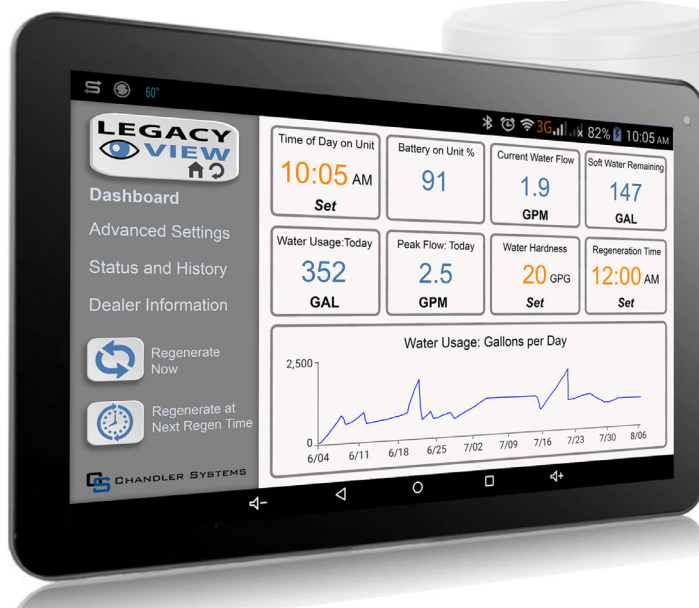 60°
3G 82% 10:05 AM
LEGACY
VIEW
Dashboard
Advanced Settings
Status and History
Dealer Information
Regenerate
Now
Regenerate at
Next Regen Time
CS CHANDLER SYSTEMS
Time of Day on Unit
10:05 AM
Set
Battery on Unit %
91
Current Water Flow
1.9
GPM
Soft Water Remaining
147
GAL
Water Usage:Today
352
GAL
Peak Flow: Today
2.5
GPM
Water Hardness
20 GPG
Set
Regeneration Time
12:00 AM
Set
Water Usage: Gallons per Day
2,500
0
6/04 6/11 6/18 6/25 7/02 7/09 7/16 7/23 7/30 8/06